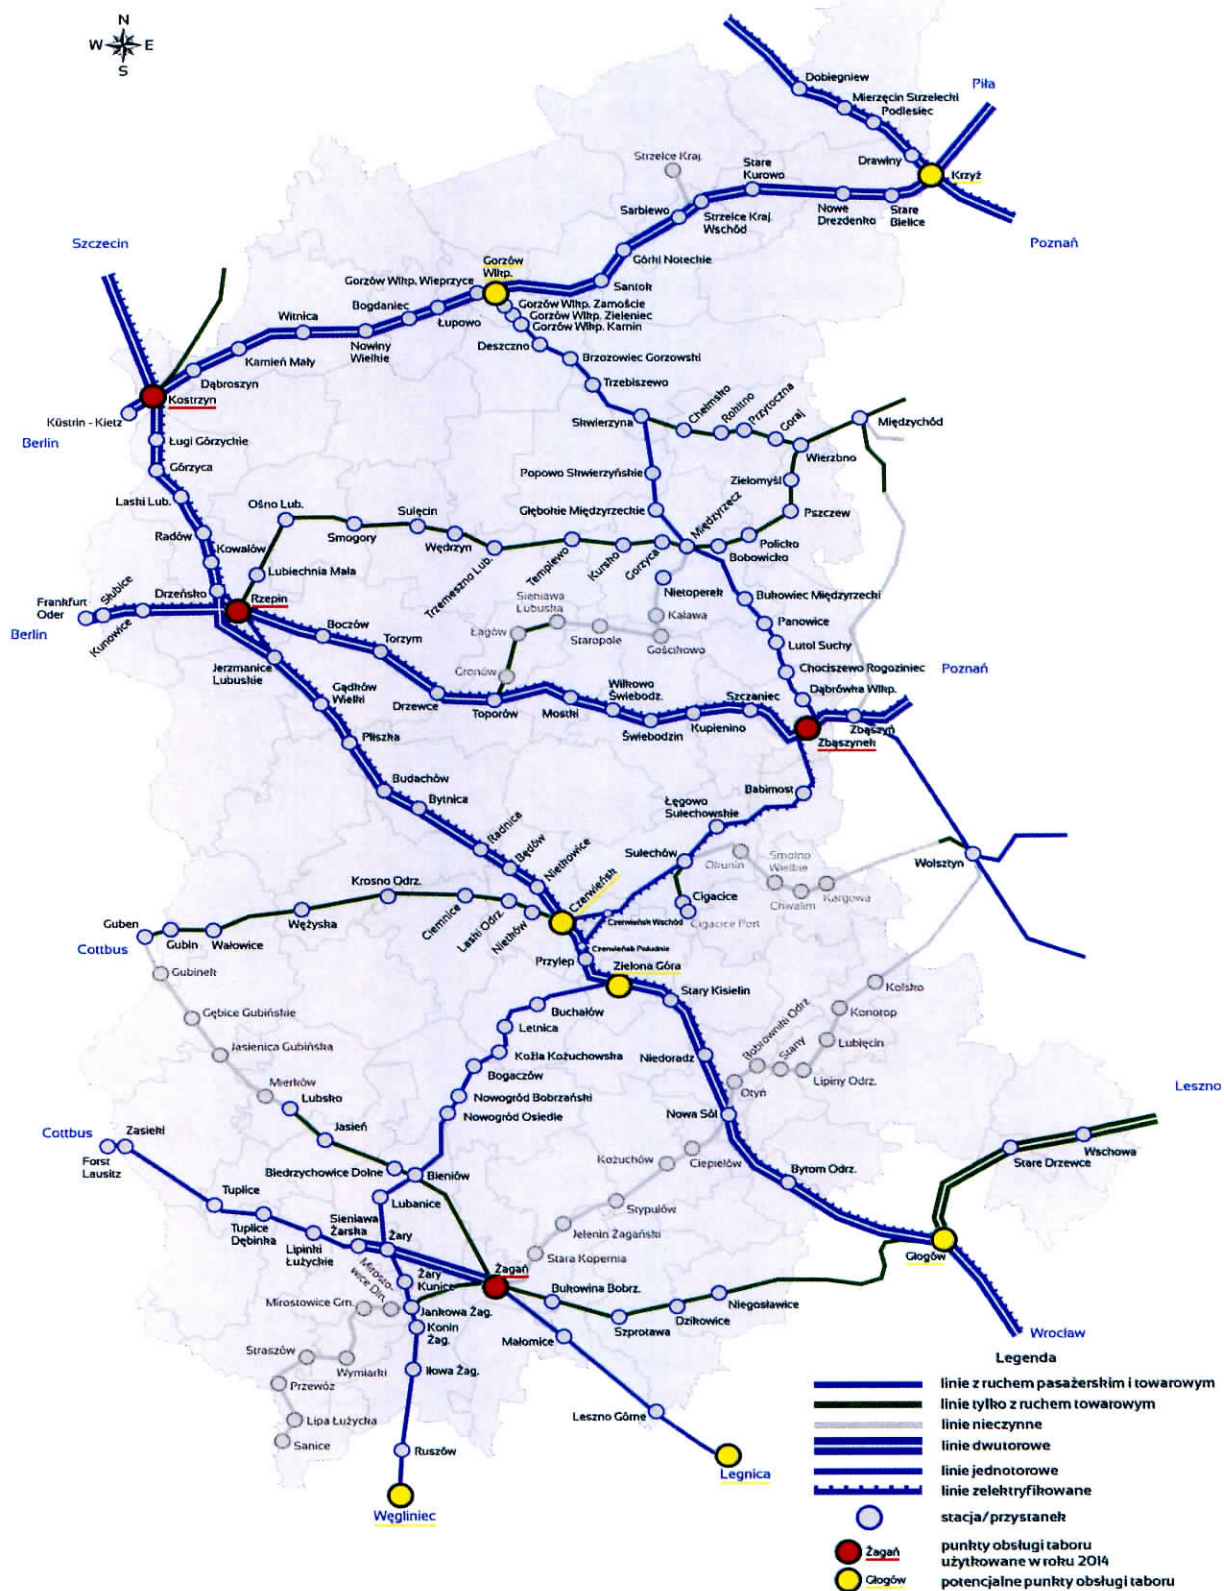 N
W E
S
Dobiegniew
Mierzęcin Strzelecki
Podlesiec
Piła
Drawiny
Krzyż
Strzelce Kraj.
Stare
Kurowo
Sarbiewo
Strzelce Kraj.
Wschód
Nowe
Drezdenko
Stare
Bielice
Poznań
Szczecin
Górki Noteckie
Santok
Gorzów
Wlkp.
Gorzów Wlkp. Wieprzyce
Bogdaniec
Łupowo
Witnica
Nowiny
Wielkie
Kamień Mały
Dąbroszyn
Kostrzyn
Küstrin - Kietz
Berlin
Gorzów Wlkp. Zamoście
Gorzów Wlkp. Zieleniec
Gorzów Wlkp. Karnin
Deszczno
Brzozowiec Gorzowski
Trzebiszewo
Skwierzyna
Chełmsko
Rokitno
Przytoczna
Goraj
Wierzbno
Międzychód
Ługi Górzyckie
Górzyca
Laski Lub.
Radów
Kowalów
Drzeńsko
Popowo Skwierzyńskie
Głębokie Międzyrzeckie
Międzyrzecz
Zielomyśl
Pszczew
Policko
Bobowicko
Ośno Lub.
Smogory
Sulęcin
Wędrzyn
Trzemeszno Lub.
Templewo
Kursko
Gorzyca
Lubiechnia Mała
Rzepin
Frankfurt
Oder
Słubice
Kunowice
Berlin
Nietoperek
Kaława
Gościkowo
Staropole
Sieniawa
Lubuska
Łagów
Gronów
Bukowiec Międzyrzecki
Panowice
Lutol Suchy
Chociszewo Rogoziniec
Dąbrówka Wlkp.
Poznań
Boczów
Torzym
Drzewce
Toporów
Mostki
Wilkowo
Świebodz.
Świebodzin
Kupienino
Szczaniec
Zbąszynek
Zbąszyń
Jerzmanice
Lubuskie
Gądków
Wielki
Pliszka
Budachów
Bytnica
Radnica
Będów
Nietkowice
Czerwieńsk
Babimost
Łęgowo
Sulechowskie
Sulechów
Okunin
Smolno
Wielkie
Chwalim
Kargowa
Wolsztyn
Cigacice
Cigacice Port
Czerwieńsk Wschód
Czerwieńsk Południe
Krosno Odrz.
Ciemnice
Laski Odrz.
Nietków
Wężyska
Guben
Gubin
Wałowice
Cottbus
Przylep
Zielona Góra
Stary Kisielin
Gubinek
Gębice Gubińskie
Jasienica Gubińska
Mierków
Lubsko
Jasień
Buchałów
Letnica
Koźla Kożuchowska
Bogaczów
Nowogród Bobrzański
Nowogród Osiedle
Niedoradz
Nowa Sól
Otyń
Bobrowniki Odrz.
Stany
Lipiny Odrz.
Lubięcin
Konotop
Kolsko
Leszno
Cottbus
Zasieki
Forst
Lausitz
Biedrzychowice Dolne
Bieniów
Lubanice
Kożuchów
Ciepielów
Stypułów
Jelenin Żagański
Stara Kopernia
Bytom Odrz.
Stare Drzewce
Wschowa
Głogów
Tuplice
Tuplice
Dębinka
Lipinki
Łużyckie
Sieniawa
Żarska
Żary
Żary
Kunice
Żagań
Mirosto-
wice Dln.
Mirostowice Grn.
Jankowa Żag.
Konin
Żag.
Iłowa Żag.
Bukowina Bobrz.
Szprotawa
Dzikowice
Niegosławice
Małomice
Leszno Górne
Legnica
Wrocław
Straszów
Wymiarki
Przewóz
Lipa Łużycka
Sanice
Ruszów
Węgliniec
Legenda
linie z ruchem pasażerskim i towarowym
linie tylko z ruchem towarowym
linie nieczynne
linie dwutorowe
linie jednotorowe
linie zelektryfikowane
stacja/przystanek
Żagań punkty obsługi taboru
użytkowane w roku 2014
Głogów potencjalne punkty obsługi taboru